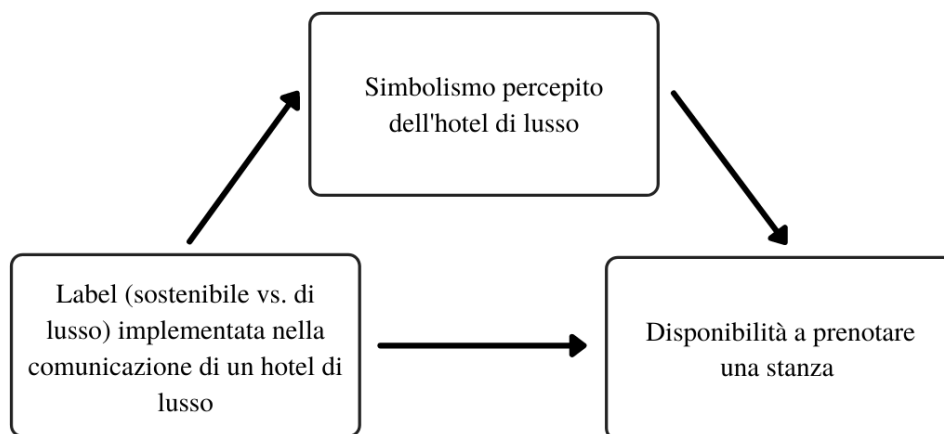 Simbolismo percepito
dell'hotel di lusso
Label (sostenibile vs. di
lusso) implementata nella
comunicazione di un hotel di
lusso
Disponibilità a prenotare
una stanza